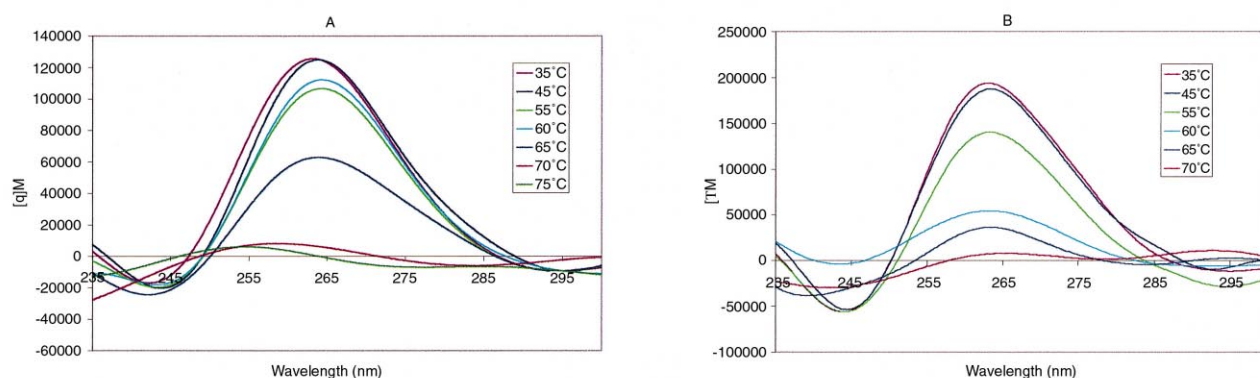 A
140000
120000
100000
80000
60000
40000
20000
0
-20000
-40000
-60000
[q]M
235
245
255
265
275
285
295
Wavelength (nm)
35˚C
45˚C
55˚C
60˚C
65˚C
70˚C
75˚C
B
250000
200000
150000
100000
50000
0
-50000
-100000
[TM
235
245
255
265
275
285
295
Wavelength (nm)
35˚C
45˚C
55˚C
60˚C
65˚C
70˚C